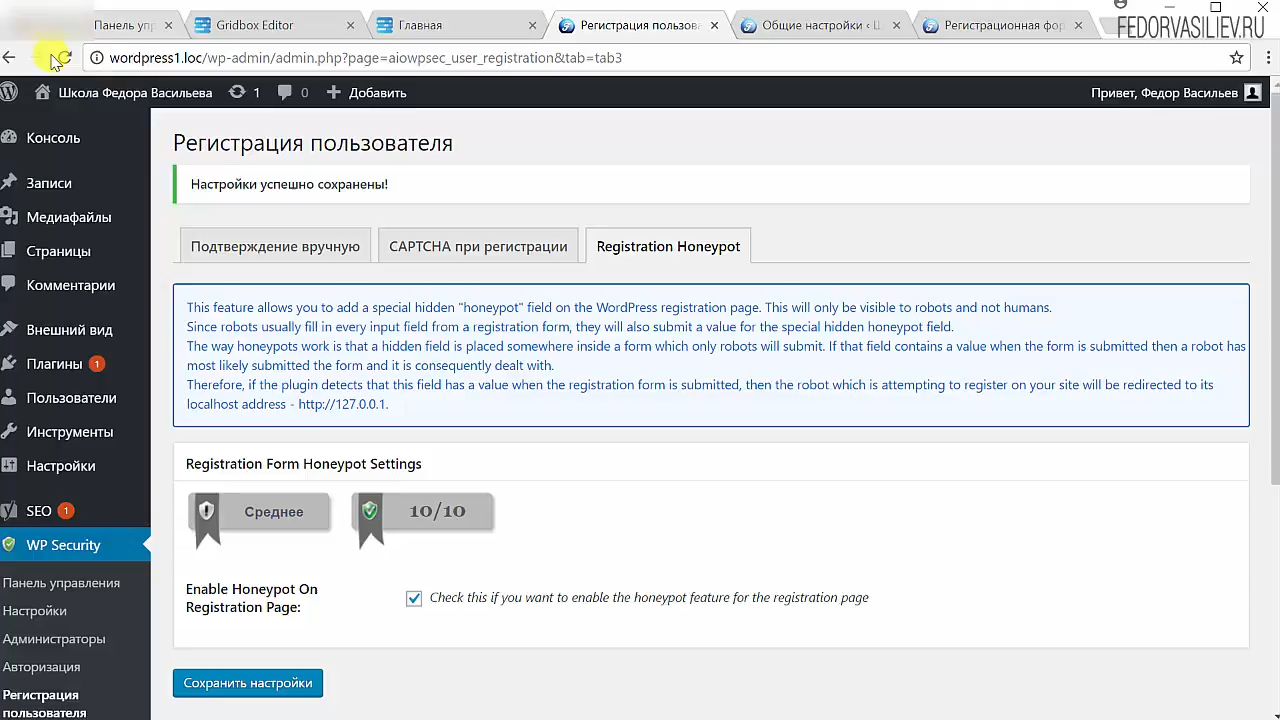 Панель упр
Gridbox Editor
Главная
Регистрация пользов
Общие настройки ‹ Ш
Регистрационная фор
FEDORVASILIEV.RU
wordpress1.loc/wp-admin/admin.php?page=aiowpsec_user_registration&tab=tab3
Школа Федора Васильева
1
0
Добавить
Привет, Федор Васильев
Консоль
Записи
Медиафайлы
Страницы
Комментарии
Внешний вид
Плагины 1
Пользователи
Инструменты
Настройки
SEO 1
WP Security
Панель управления
Настройки
Администраторы
Авторизация
Регистрация
пользователя
Регистрация пользователя
Настройки успешно сохранены!
Подтверждение вручную
CAPTCHA при регистрации
Registration Honeypot
This feature allows you to add a special hidden "honeypot" field on the WordPress registration page. This will only be visible to robots and not humans.
Since robots usually fill in every input field from a registration form, they will also submit a value for the special hidden honeypot field.
The way honeypots work is that a hidden field is placed somewhere inside a form which only robots will submit. If that field contains a value when the form is submitted then a robot has
most likely submitted the form and it is consequently dealt with.
Therefore, if the plugin detects that this field has a value when the registration form is submitted, then the robot which is attempting to register on your site will be redirected to its
localhost address - http://127.0.0.1.
Registration Form Honeypot Settings
Среднее
10/10
Enable Honeypot On
Registration Page:
Check this if you want to enable the honeypot feature for the registration page
Сохранить настройки